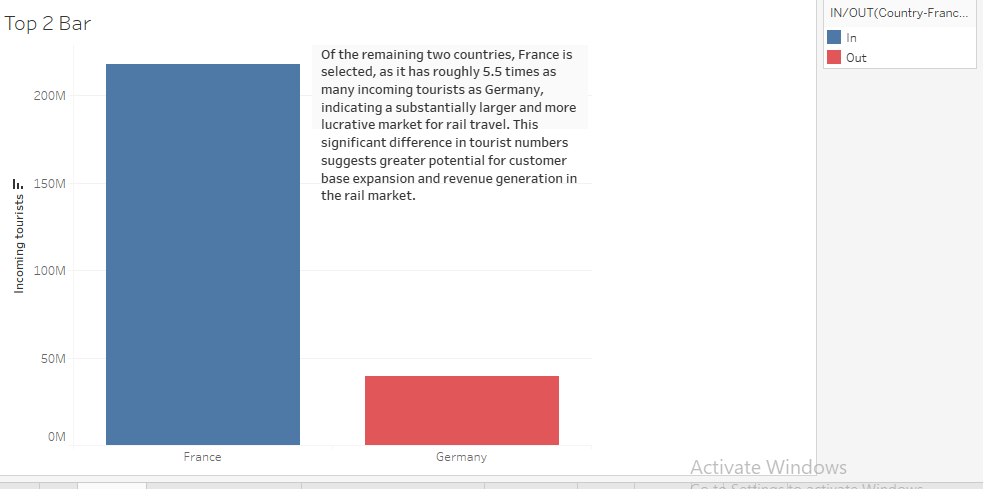 Top 2 Bar
IN/OUT(Country-Franc...
In
Out
Of the remaining two countries, France is
selected, as it has roughly 5.5 times as
many incoming tourists as Germany,
indicating a substantially larger and more
lucrative market for rail travel. This
significant difference in tourist numbers
suggests greater potential for customer
base expansion and revenue generation in
the rail market.
200M
150M
100M
50M
0M
Incoming tourists
France
Germany
Activate Windows
Go to Settings to activate Windows.